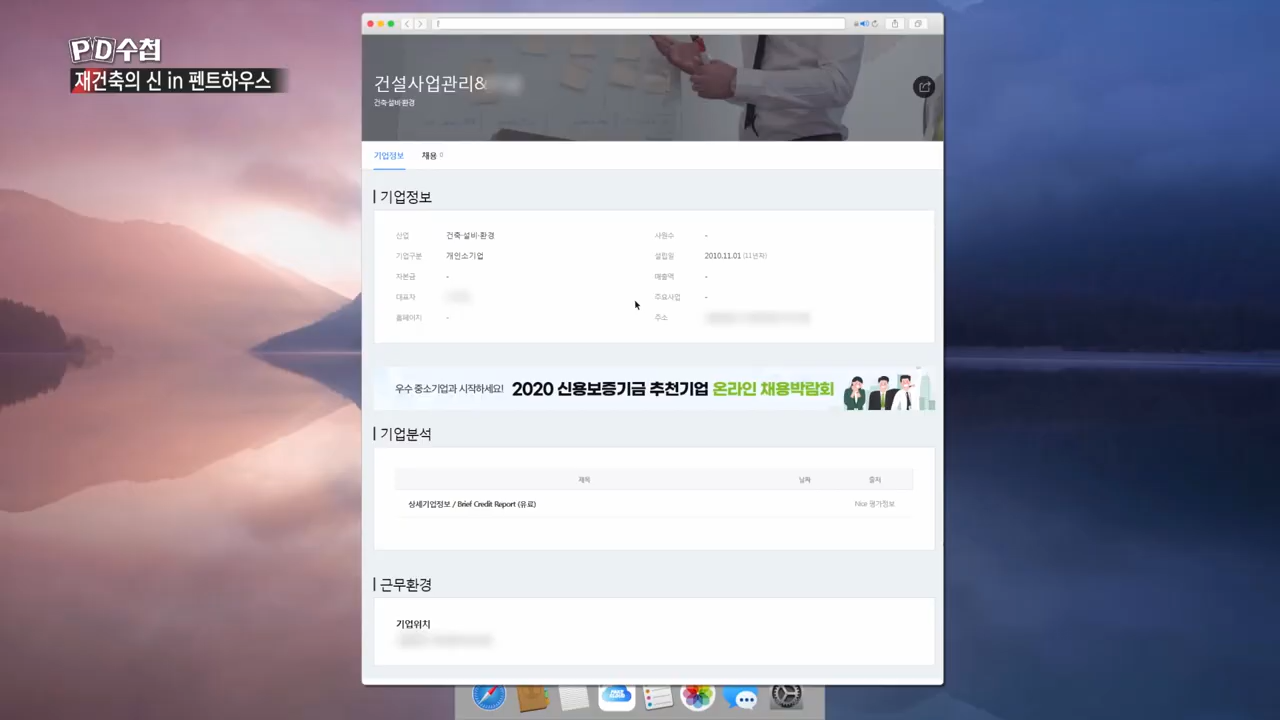 PD수첩
재건축의 신 in 펜트하우스
건설사업관리&
건축·설비·환경
기업정보 채용 0
기업정보
산업 건축·설비·환경 사원수 -
기업구분 개인소기업 설립일 2010.11.01 (11년차)
자본금 - 매출액 -
대표자 주요사업 -
홈페이지 - 주소
우수 중소기업과 시작하세요! 2020 신용보증기금 추천기업 온라인 채용박람회
기업분석
제목 날짜 출처
상세기업정보 / Brief Credit Report (유료) Nice 평가정보
근무환경
기업위치